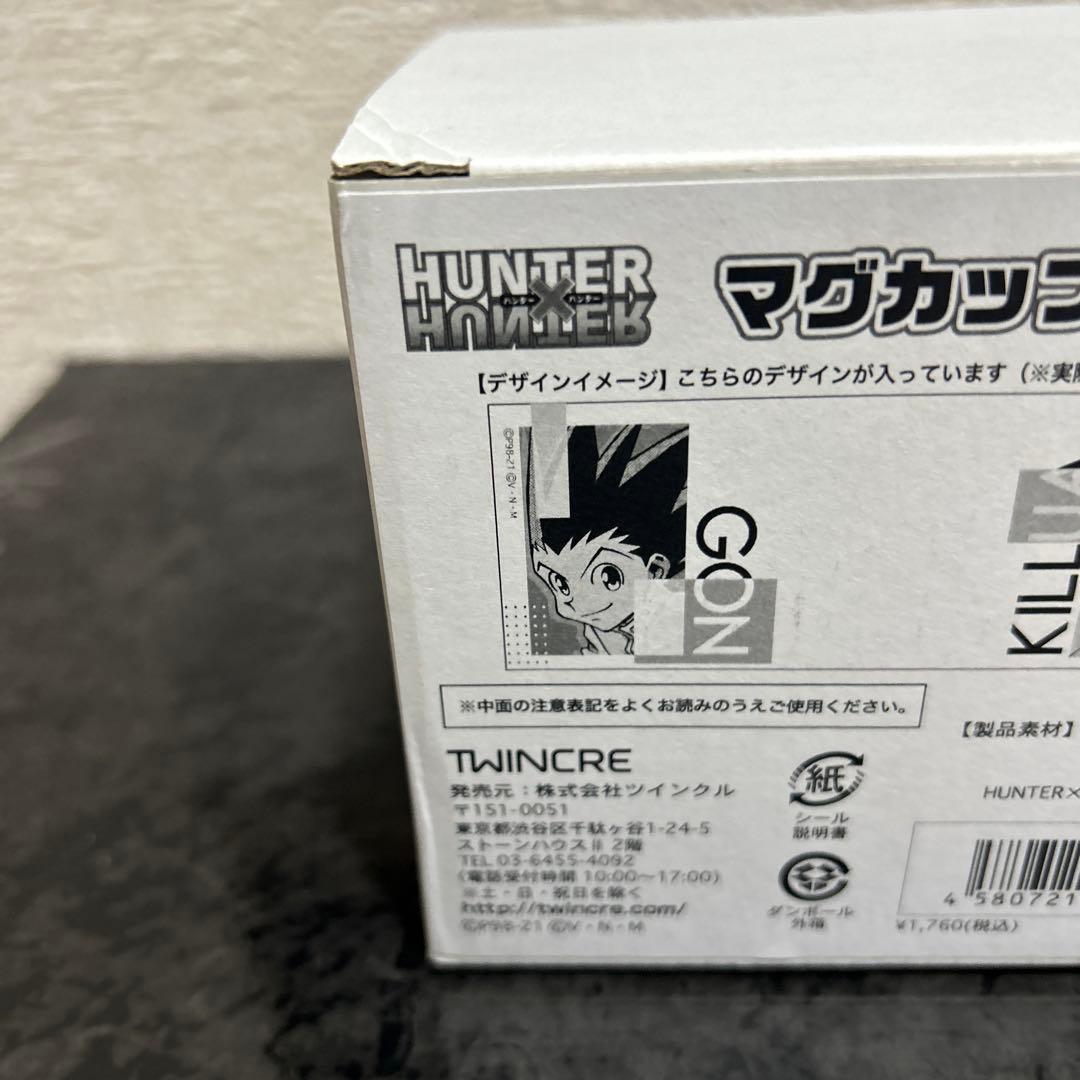 HUNTER×HUNTER
ハンター×ハンター
マグカップ
【デザインイメージ】こちらのデザインが入っています（※実際
©P98-21 ©V・N・M
GON
KILLUA
※中面の注意表記をよくお読みのうえご使用ください。
【製品素材】
TWINCRE
発売元：株式会社ツインクル
〒151-0051
東京都渋谷区千駄ヶ谷1-24-5
ストーンハウスⅡ 2階
TEL 03-6455-4092
(電話受付時間 10:00～17:00)
※土・日・祝日を除く
http://twincre.com/
©P98-21 ©V・N・M
紙
シール
説明書
ダンボール
外箱
HUNTER×
4 580721
¥1,760(税込)